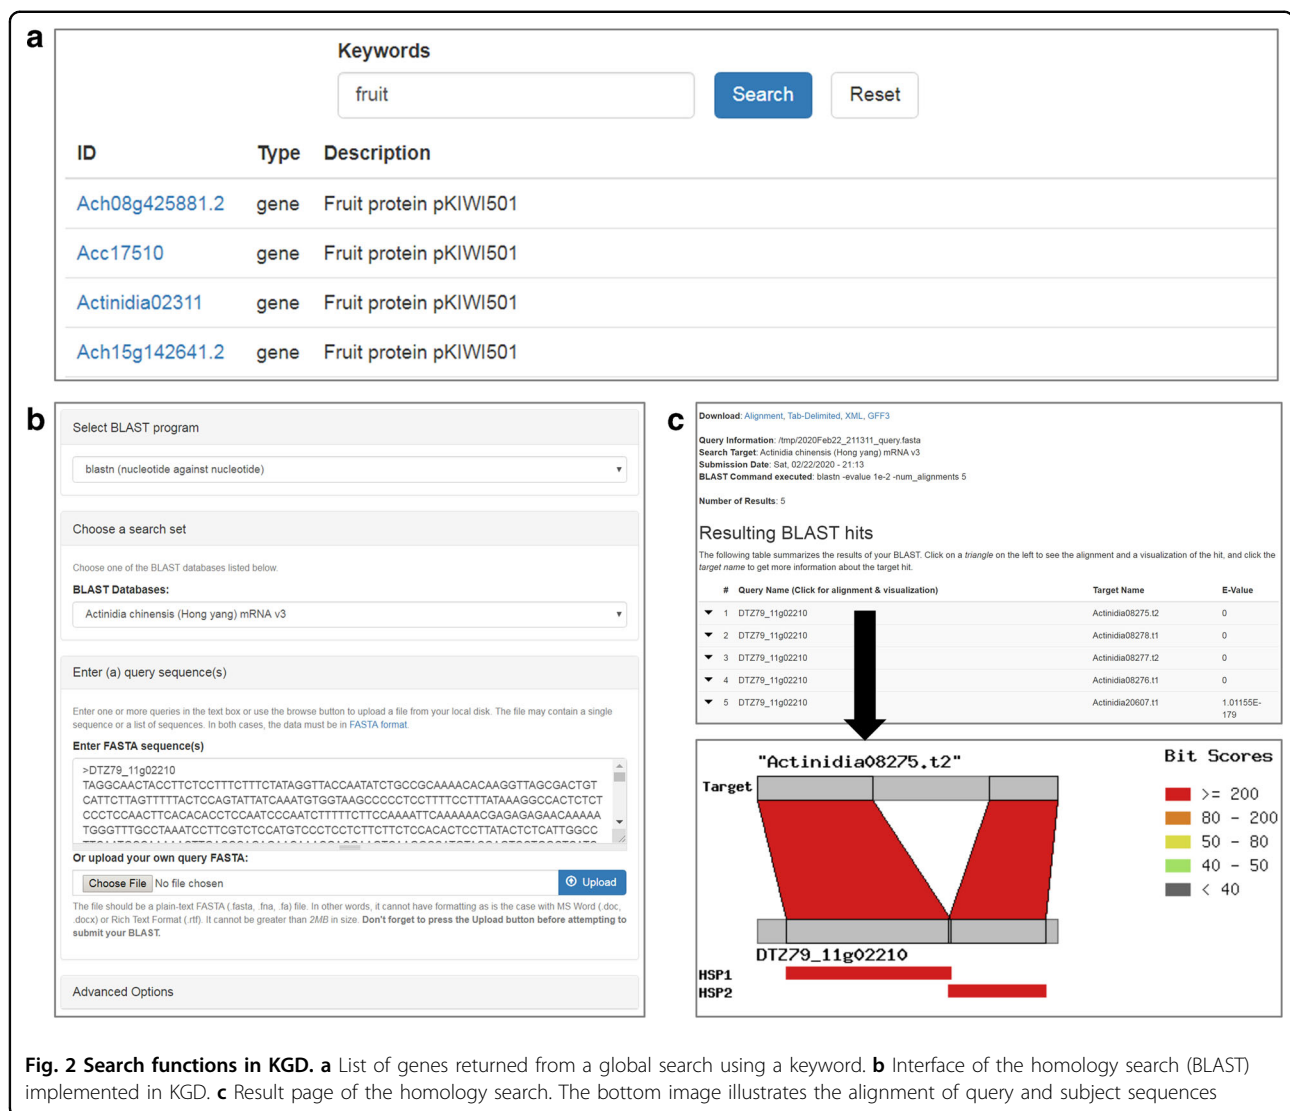 a
Keywords
fruit
Search
Reset
ID Type Description
Ach08g425881.2 gene Fruit protein pKIWI501
Acc17510 gene Fruit protein pKIWI501
Actinidia02311 gene Fruit protein pKIWI501
Ach15g142641.2 gene Fruit protein pKIWI501
b
Select BLAST program
blastn (nucleotide against nucleotide)
Choose a search set
Choose one of the BLAST databases listed below.
BLAST Databases:
Actinidia chinensis (Hong yang) mRNA v3
Enter (a) query sequence(s)
Enter one or more queries in the text box or use the browse button to upload a file from your local disk. The file may contain a single
sequence or a list of sequences. In both cases, the data must be in FASTA format.
Enter FASTA sequence(s)
>DTZ79_11g02210
TAGGCAACTACCTTCTCCTTTCTTTCTATAGGTTACCAATATCTGCCGCAAAACACAAGGTTAGCGACTGT
CATTCTTAGTTTTTACTCCAGTATTATCAAATGTGGTAAGCCCCCTCCTTTTCCTTTATAAAGGCCACTCTCT
CCCTCCAACTTCACACACCTCCAATCCCAATCTTTTTCTTCCAAAATTCAAAAAACGAGAGAGAACAAAAA
TGGGTTTGCCTAAATCCTTCGTCTCCATGTCCCTCCTCTTCTTCTCCACACTCCTTATACTCTCATTGGCC
Or upload your own query FASTA:
Choose File No file chosen
Upload
The file should be a plain-text FASTA (.fasta, .fna, .fa) file. In other words, it cannot have formatting as is the case with MS Word (.doc,
.docx) or Rich Text Format (.rtf). It cannot be greater than 2MB in size. Don't forget to press the Upload button before attempting to
submit your BLAST.
Advanced Options
c
Download: Alignment, Tab-Delimited, XML, GFF3
Query Information: /tmp/2020Feb22_211311_query.fasta
Search Target: Actinidia chinensis (Hong yang) mRNA v3
Submission Date: Sat, 02/22/2020 - 21:13
BLAST Command executed: blastn -evalue 1e-2 -num_alignments 5
Number of Results: 5
Resulting BLAST hits
The following table summarizes the results of your BLAST. Click on a triangle on the left to see the alignment and a visualization of the hit, and click the
target name to get more information about the target hit.
# Query Name (Click for alignment & visualization) Target Name E-Value
1 DTZ79_11g02210 Actinidia08275.t2 0
2 DTZ79_11g02210 Actinidia08278.t1 0
3 DTZ79_11g02210 Actinidia08277.t2 0
4 DTZ79_11g02210 Actinidia08276.t1 0
5 DTZ79_11g02210 Actinidia20607.t1 1.01155E-
179
"Actinidia08275.t2"
Target
DTZ79_11g02210
HSP1
HSP2
Bit Scores
>= 200
80 - 200
50 - 80
40 - 50
< 40
Fig. 2 Search functions in KGD. a List of genes returned from a global search using a keyword. b Interface of the homology search (BLAST)
implemented in KGD. c Result page of the homology search. The bottom image illustrates the alignment of query and subject sequences